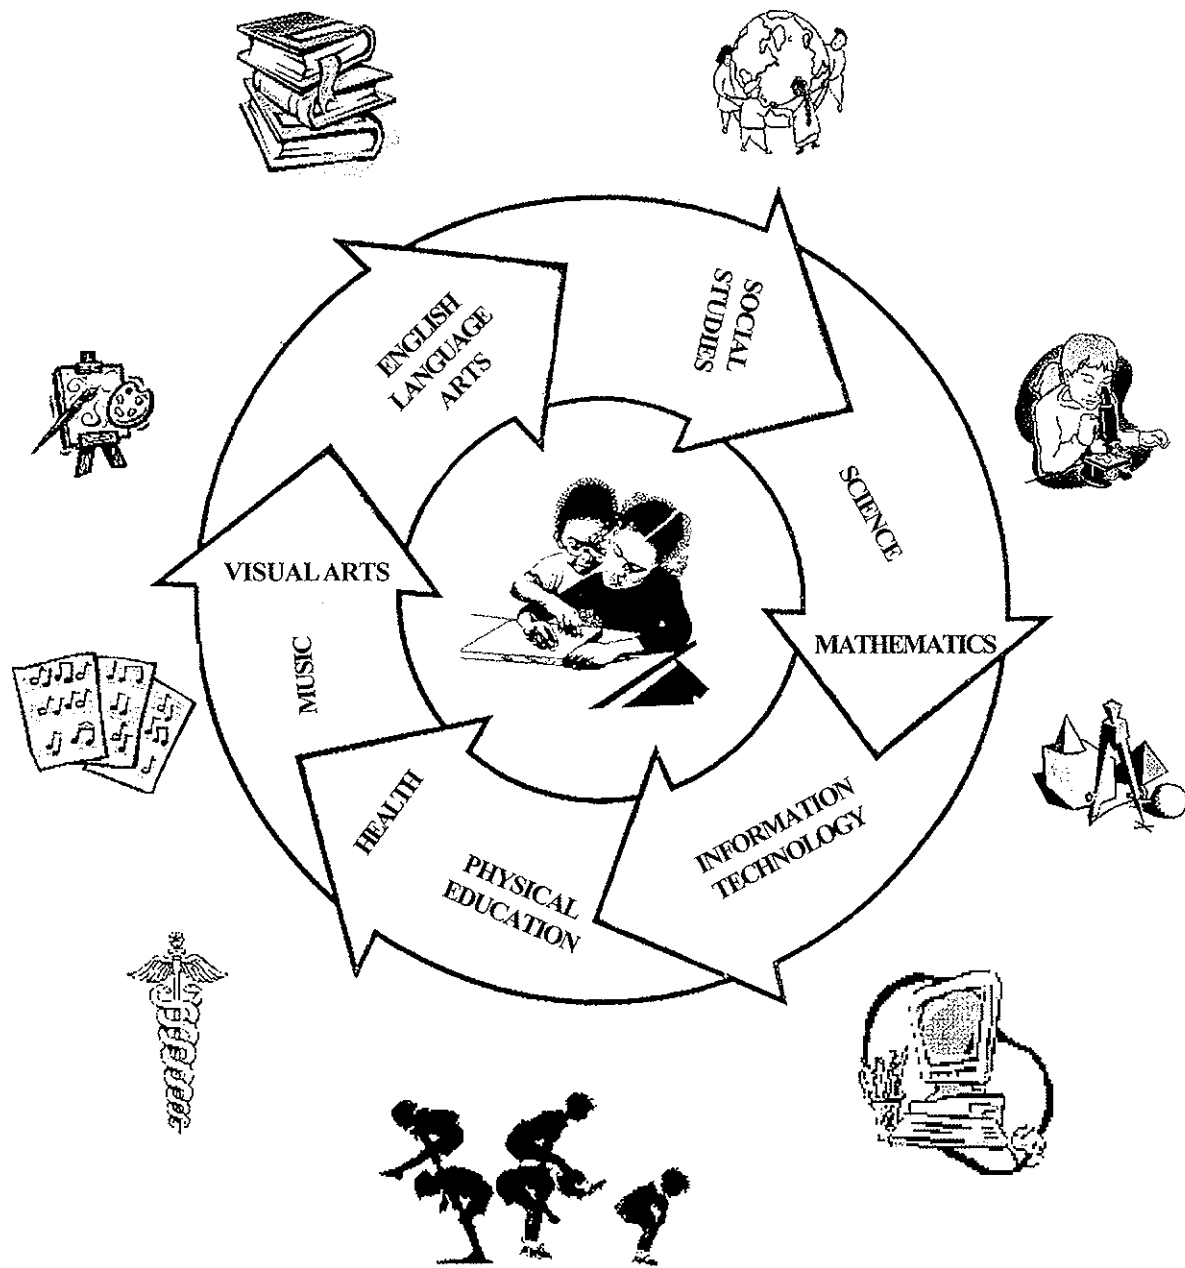 ENGLISH
LANGUAGE
ARTS
SOCIAL
STUDIES
SCIENCE
MATHEMATICS
INFORMATION
TECHNOLOGY
PHYSICAL
EDUCATION
HEALTH
MUSIC
VISUAL ARTS